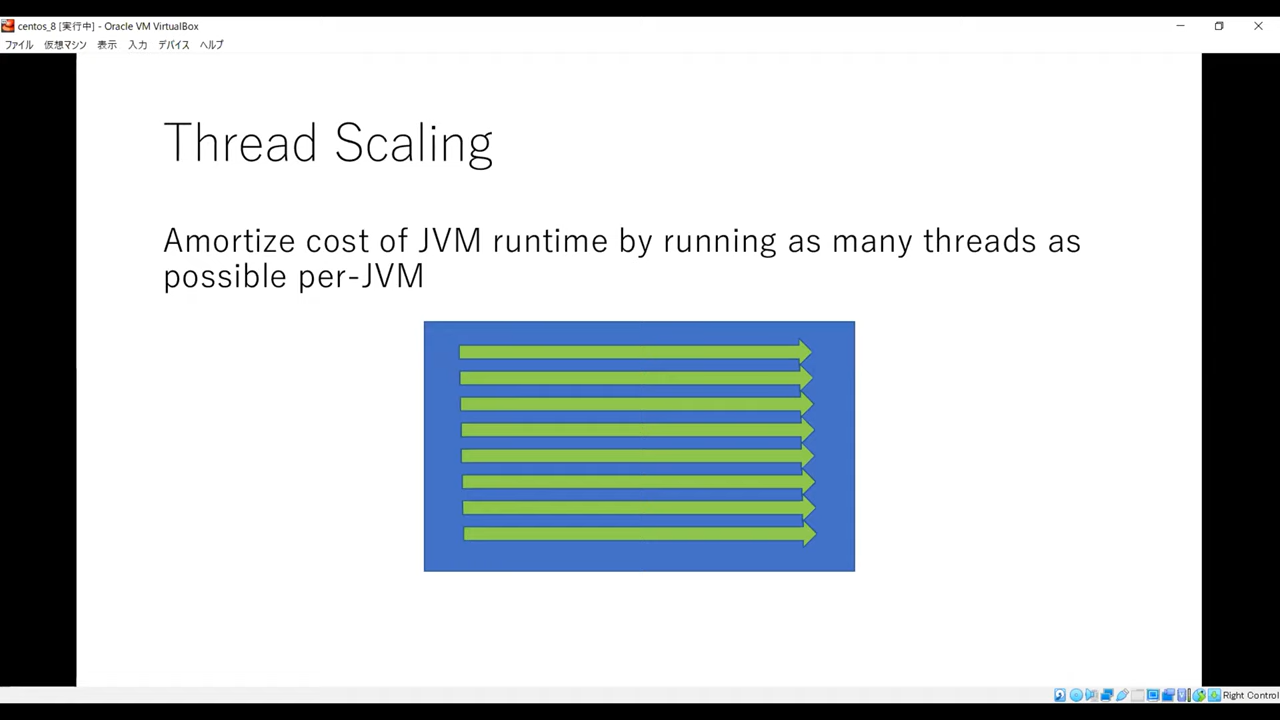 centos_8 [実行中] - Oracle VM VirtualBox
ファイル 仮想マシン 表示 入力 デバイス ヘルプ
Thread Scaling
Amortize cost of JVM runtime by running as many threads as
possible per-JVM
Right Control